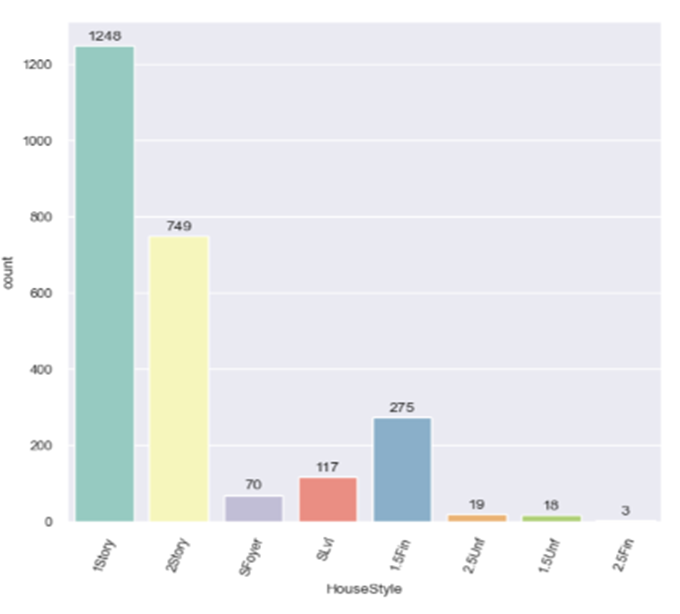 1248
1200
1000
800
749
600
400
275
200
117
70
19
18
3
0
count
1Story
2Story
SFoyer
SLvl
1.5Fin
2.5Unf
1.5Unf
2.5Fin
HouseStyle